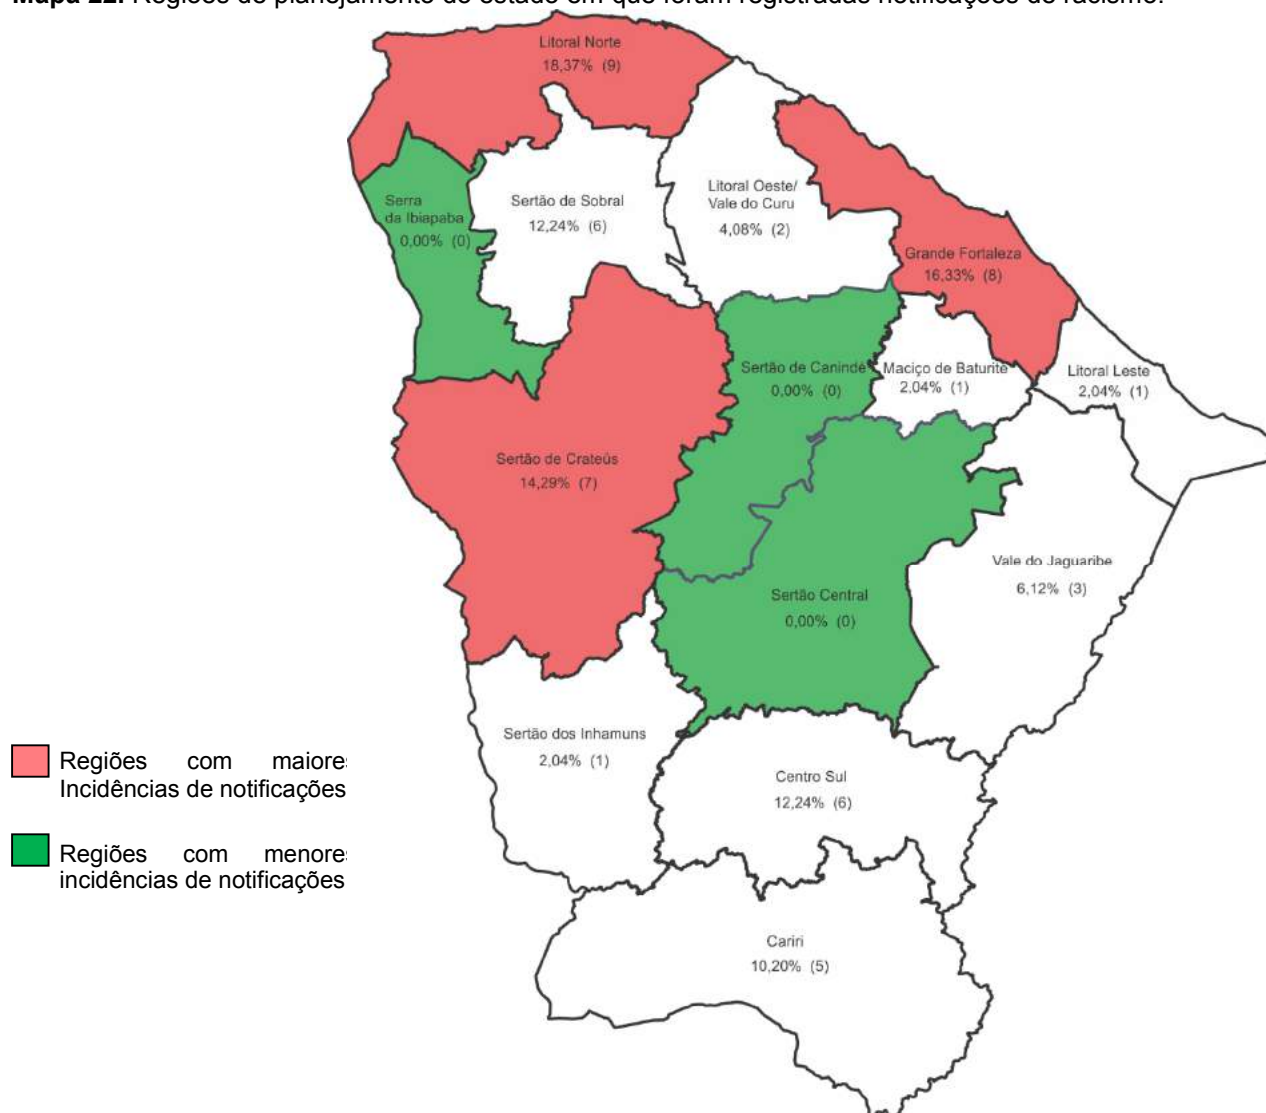 Mapa 22. Regiões de planejamento do estado em que foram registradas notificações de racismo.
Litoral Norte
18,37% (9)
Serra
da Ibiapaba
0,00% (0)
Sertão de Sobral
12,24% (6)
Litoral Oeste/
Vale do Curu
4,08% (2)
Grande Fortaleza
16,33% (8)
Sertão de Canindé
0,00% (0)
Maciço de Baturité
2,04% (1)
Litoral Leste
2,04% (1)
Sertão de Crateús
14,29% (7)
Vale do Jaguaribe
6,12% (3)
Sertão Central
0,00% (0)
Sertão dos Inhamuns
2,04% (1)
Centro Sul
12,24% (6)
Cariri
10,20% (5)
Regiões com maiores
Incidências de notificações
Regiões com menores
incidências de notificações